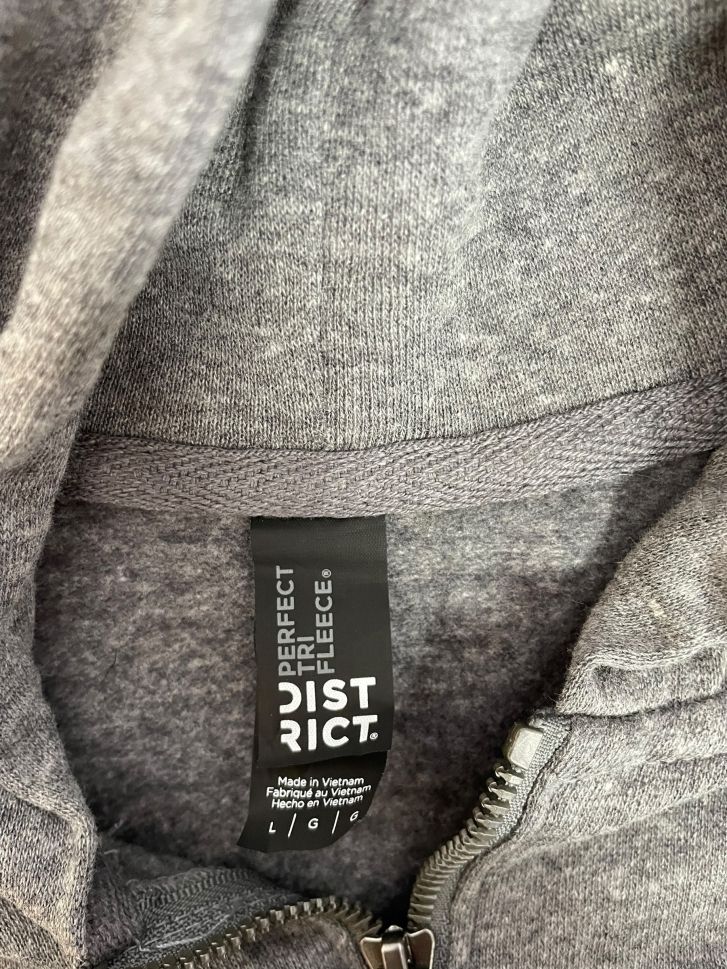 PERFECT
TRI
FLEECE®
DIST
RICT®
Made in Vietnam
Fabriqué au Vietnam
Hecho en Vietnam
L / G / G